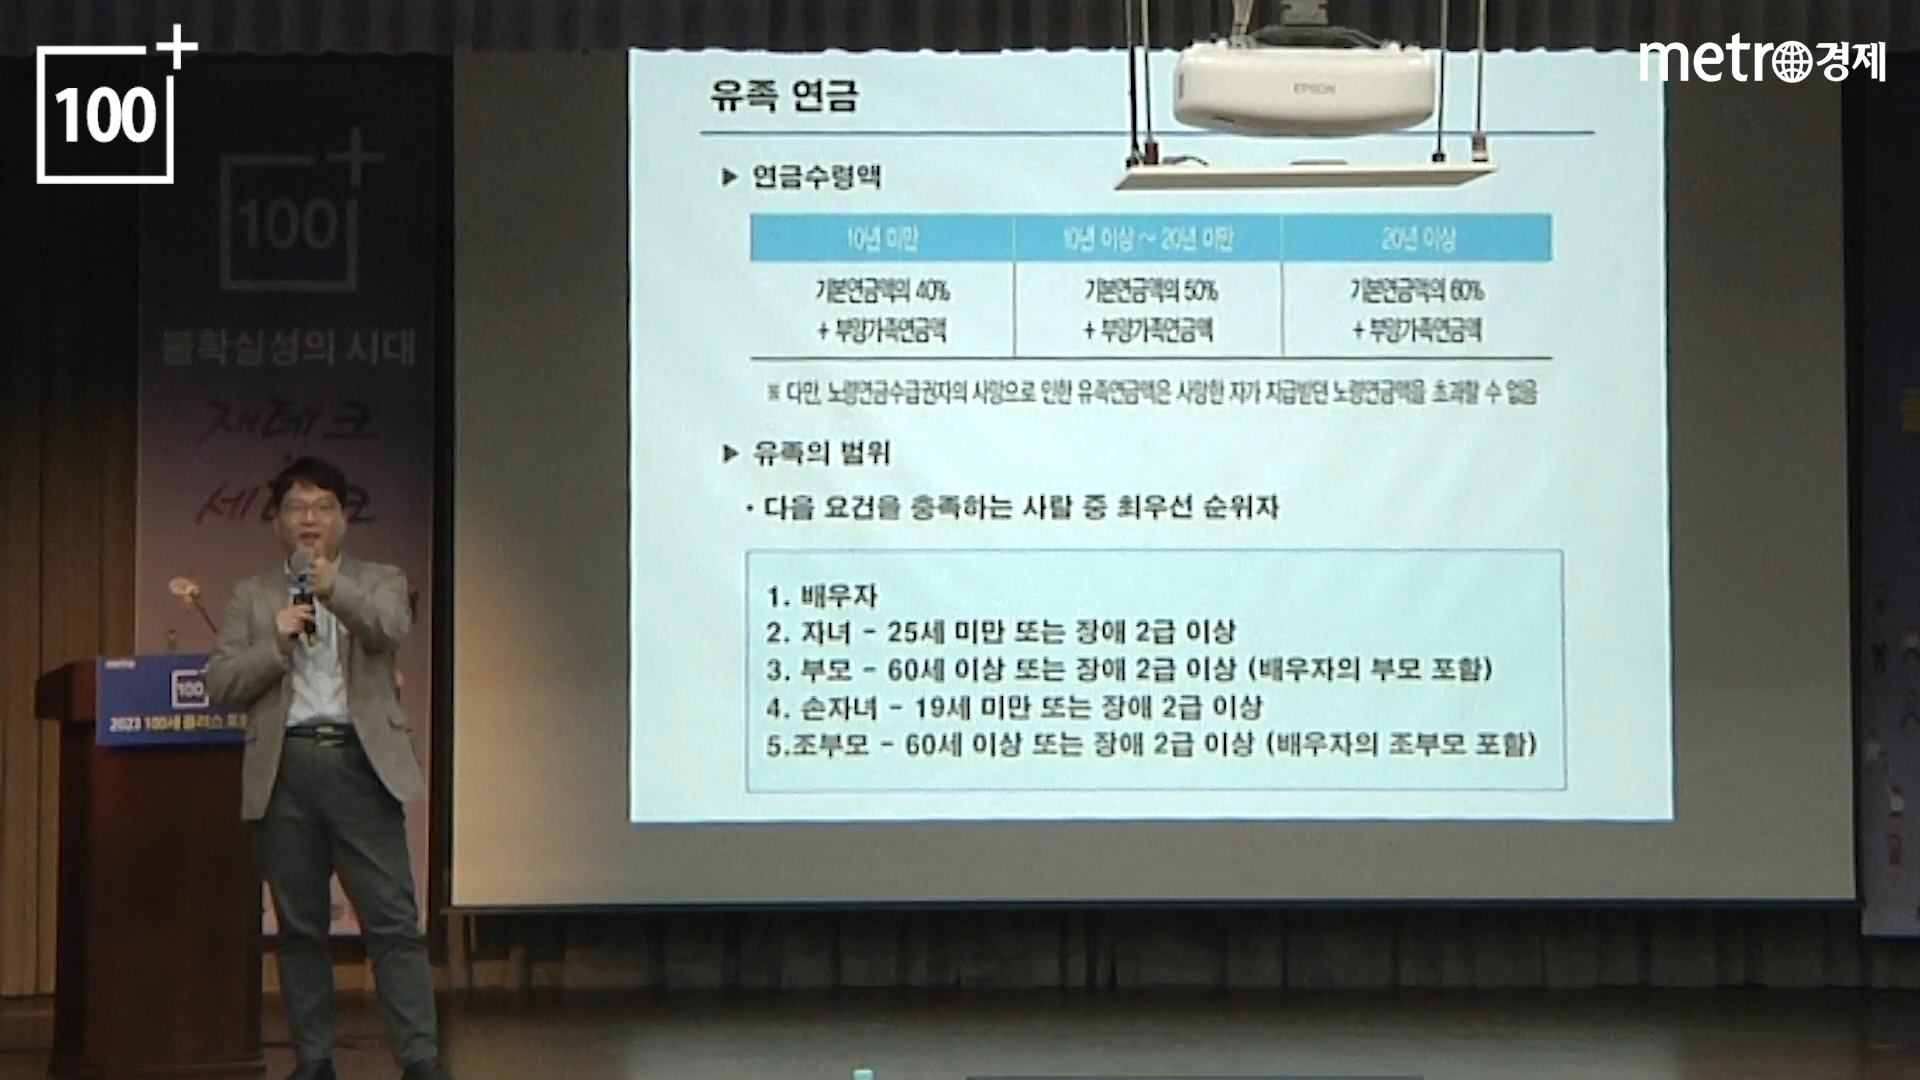 100
metro경제
유족 연금
EPSON
▶ 연금수령액
10년 미만 10년 이상 ~ 20년 미만 20년 이상
기본연금액의 40% 기본연금액의 50% 기본연금액의 60%
+ 부양가족연금액 + 부양가족연금액 + 부양가족연금액
※ 다만, 노령연금수급권자의 사망으로 인한 유족연금액은 사망한 자가 지급받던 노령연금액을 초과할 수 없음
▶ 유족의 범위
· 다음 요건을 충족하는 사람 중 최우선 순위자
1. 배우자
2. 자녀 - 25세 미만 또는 장애 2급 이상
3. 부모 - 60세 이상 또는 장애 2급 이상 (배우자의 부모 포함)
4. 손자녀 - 19세 미만 또는 장애 2급 이상
5.조부모 - 60세 이상 또는 장애 2급 이상 (배우자의 조부모 포함)
100
불확실성의 시대
재테크
metro
100
2023 100세 플러스